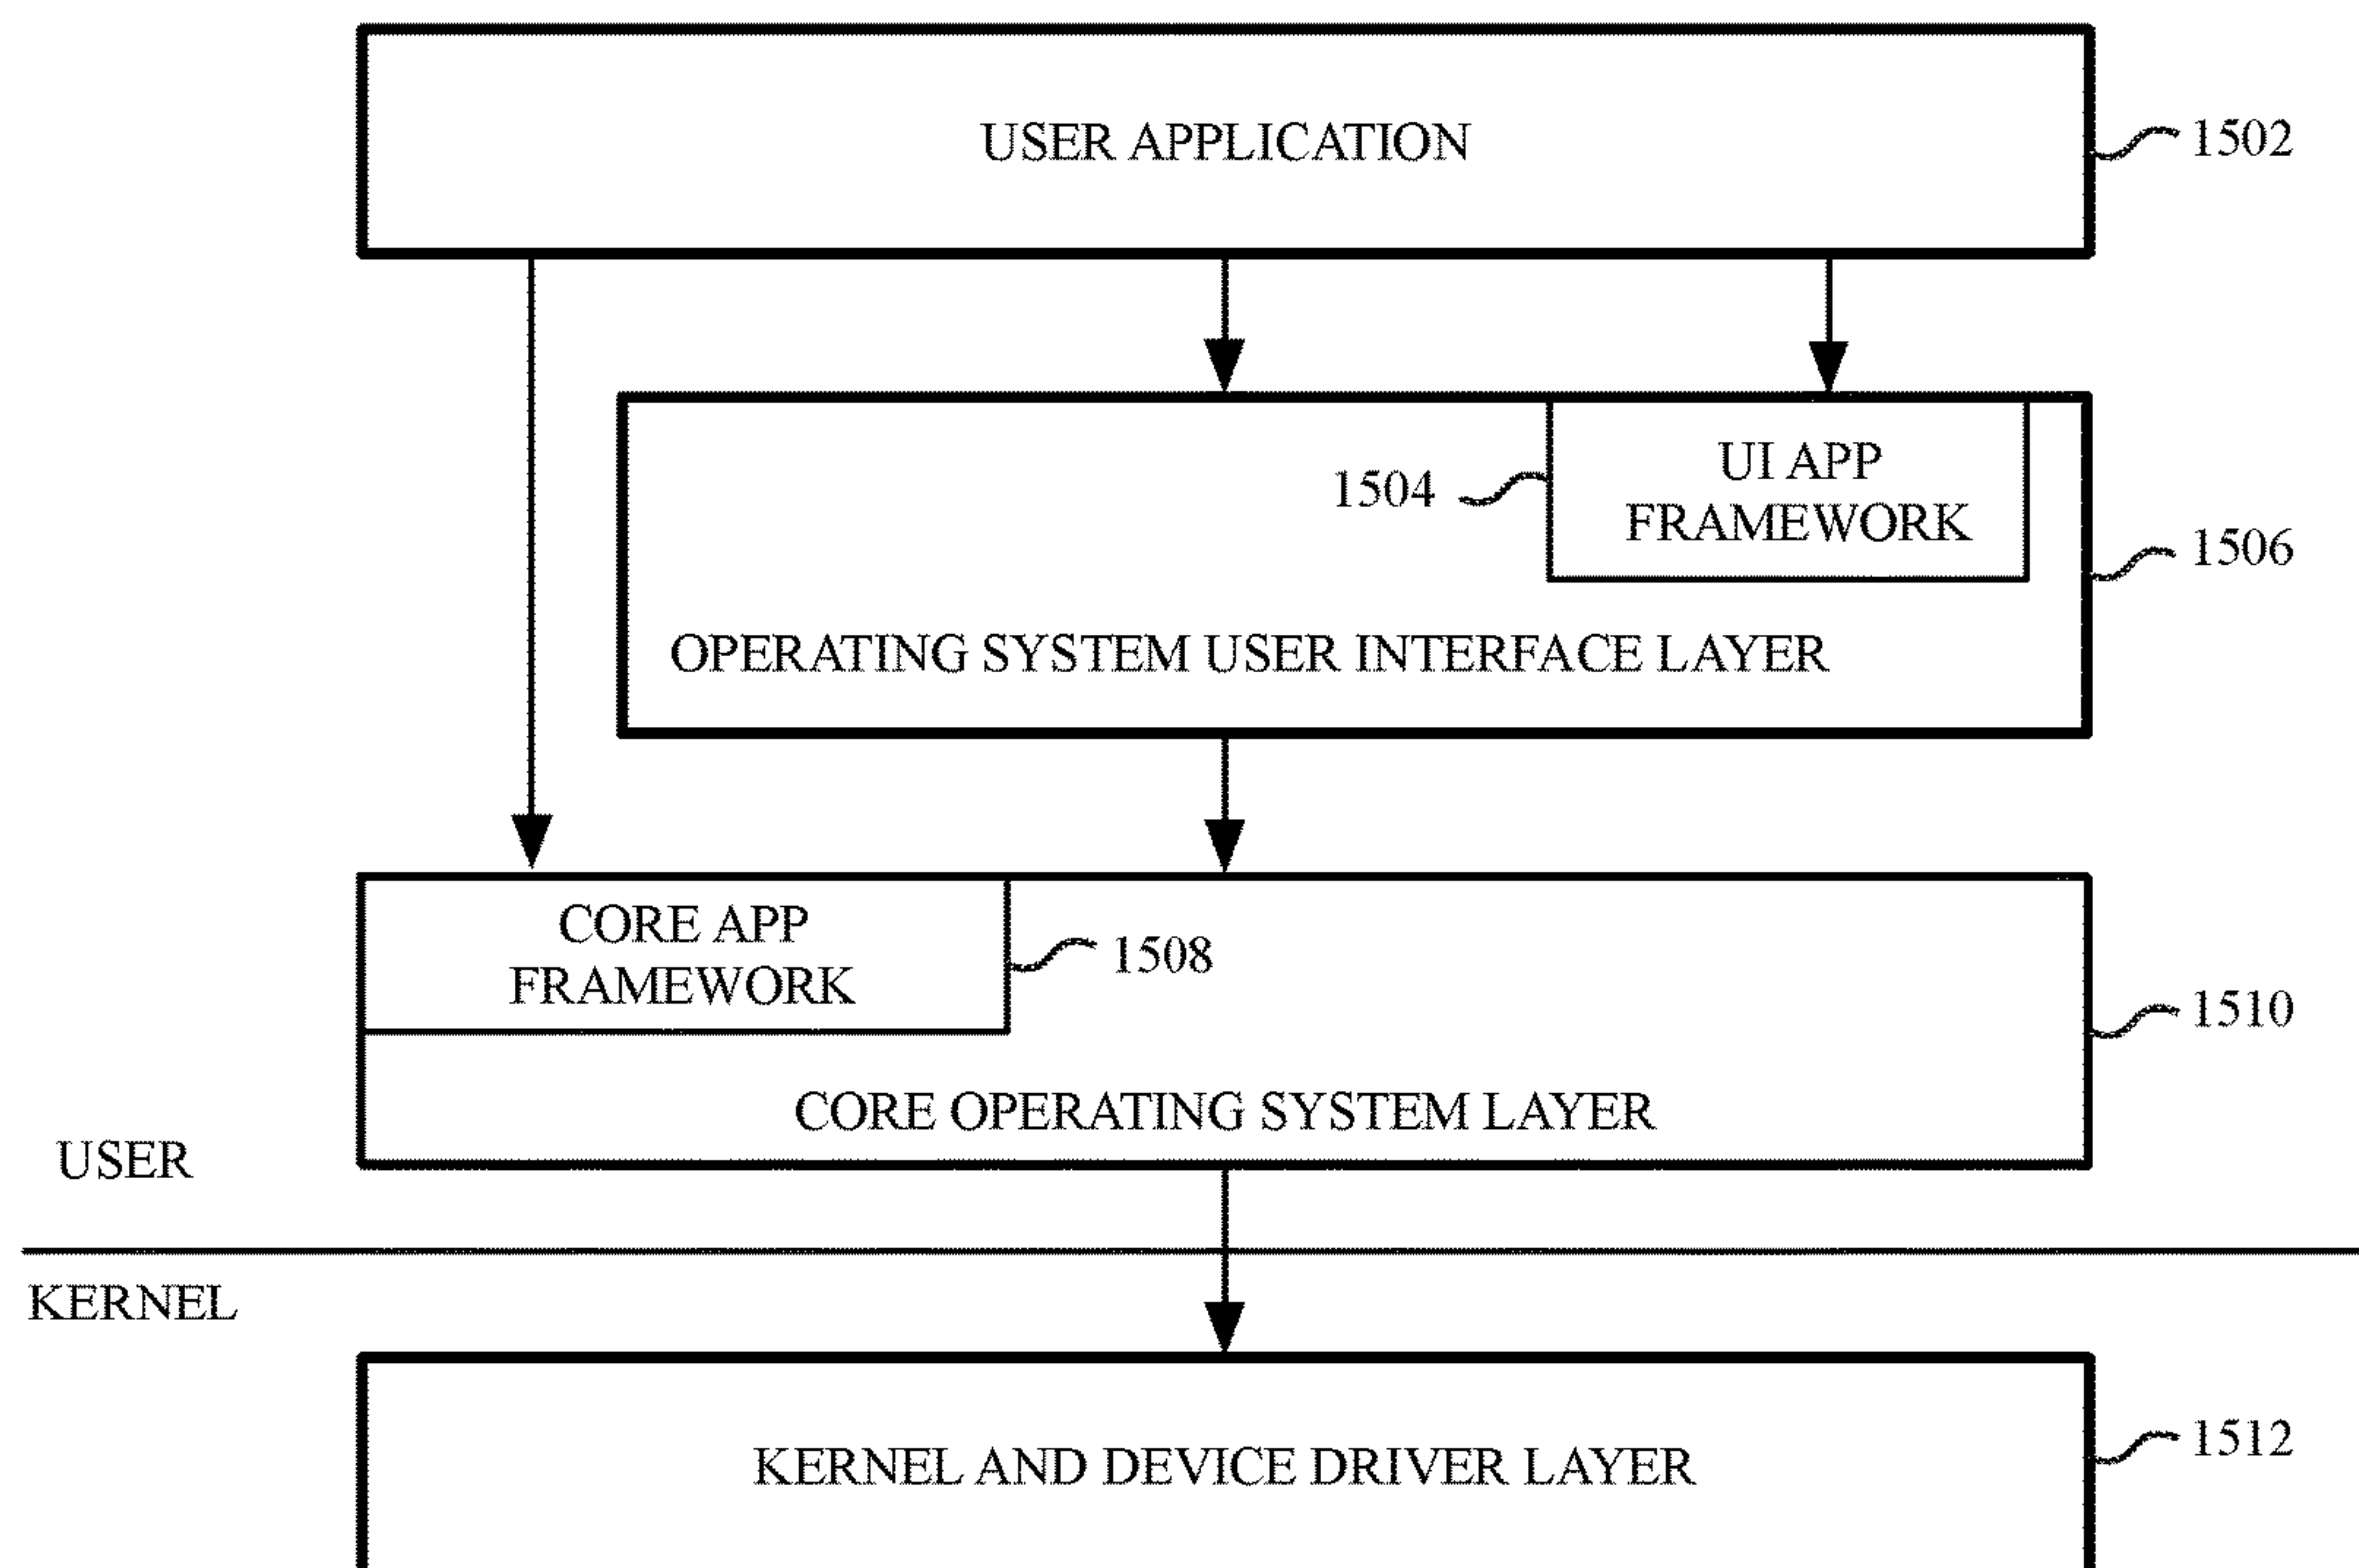 USER APPLICATION
1502
UI APP
FRAMEWORK
1504
1506
OPERATING SYSTEM USER INTERFACE LAYER
CORE APP
FRAMEWORK
1508
1510
CORE OPERATING SYSTEM LAYER
USER
KERNEL
KERNEL AND DEVICE DRIVER LAYER
1512